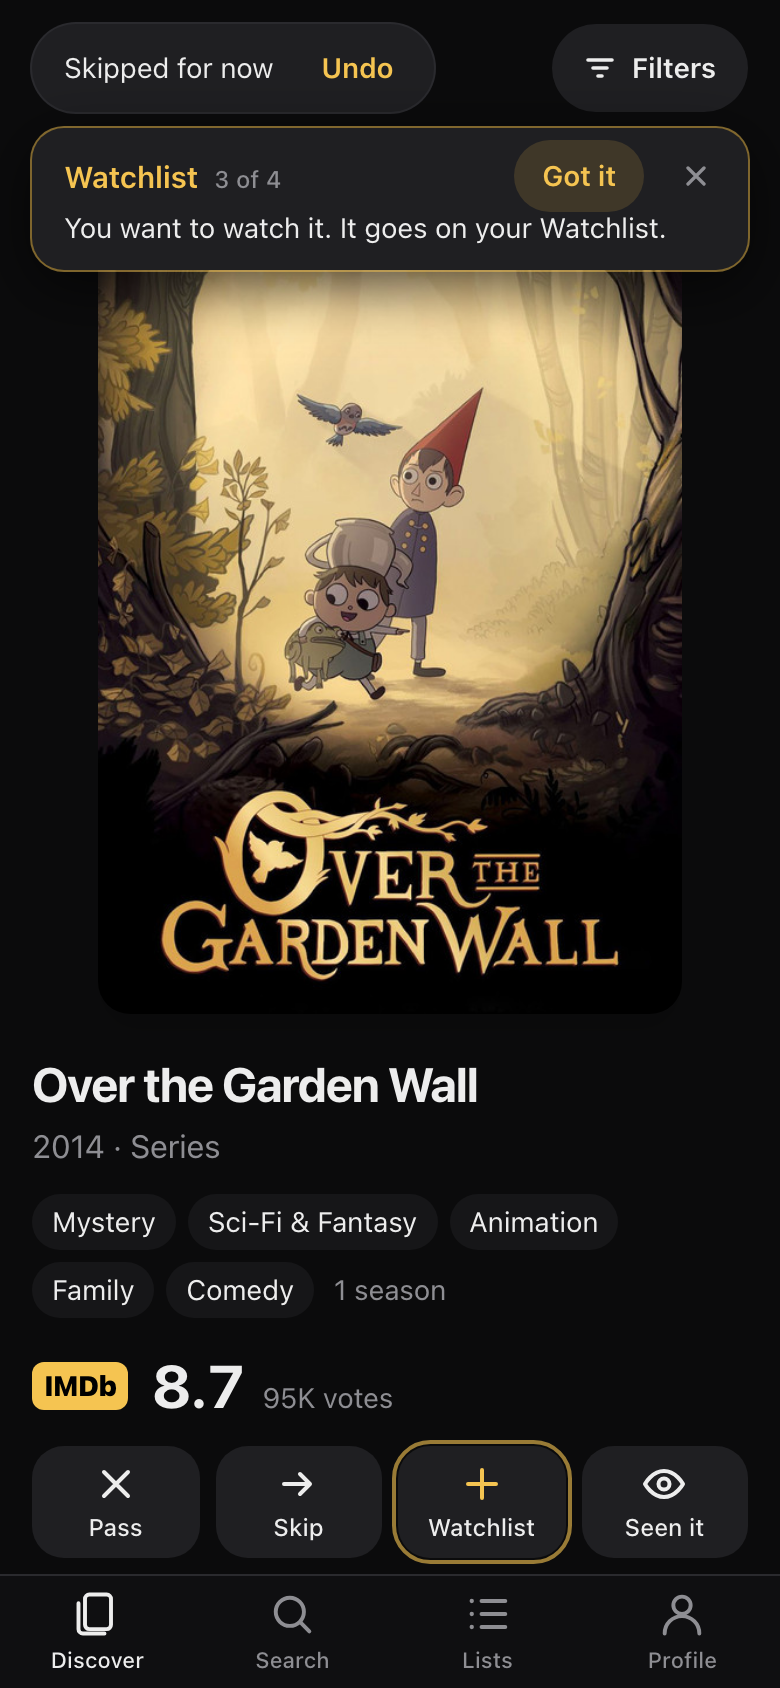 Skipped for now Undo
Filters
Watchlist 3 of 4 Got it
You want to watch it. It goes on your Watchlist.
OVER THE
GARDEN WALL
Over the Garden Wall
2014 · Series
Mystery Sci-Fi & Fantasy Animation
Family Comedy 1 season
IMDb 8.7 95K votes
Pass Skip Watchlist Seen it
Discover Search Lists Profile